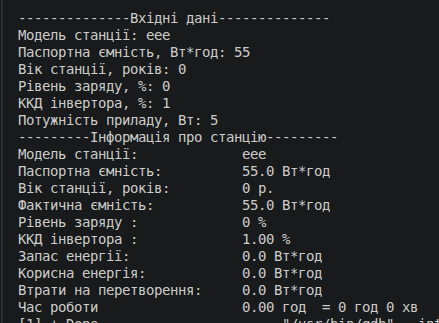 --------------Вхідні дані--------------
Модель станції: eee
Паспортна ємність, Вт*год: 55
Вік станції, років: 0
Рівень заряду, %: 0
ККД інвертора, %: 1
Потужність приладу, Вт: 5
---------Інформація про станцію---------
Модель станції: eee
Паспортна ємність: 55.0 Вт*год
Вік станції, років: 0 р.
Фактична ємність: 55.0 Вт*год
Рівень заряду : 0 %
ККД інвертора : 1.00 %
Запас енергії: 0.0 Вт*год
Корисна енергія: 0.0 Вт*год
Втрати на перетворення: 0.0 Вт*год
Час роботи 0.00 год = 0 год 0 хв
[1] + Done "/usr/bin/gdb"